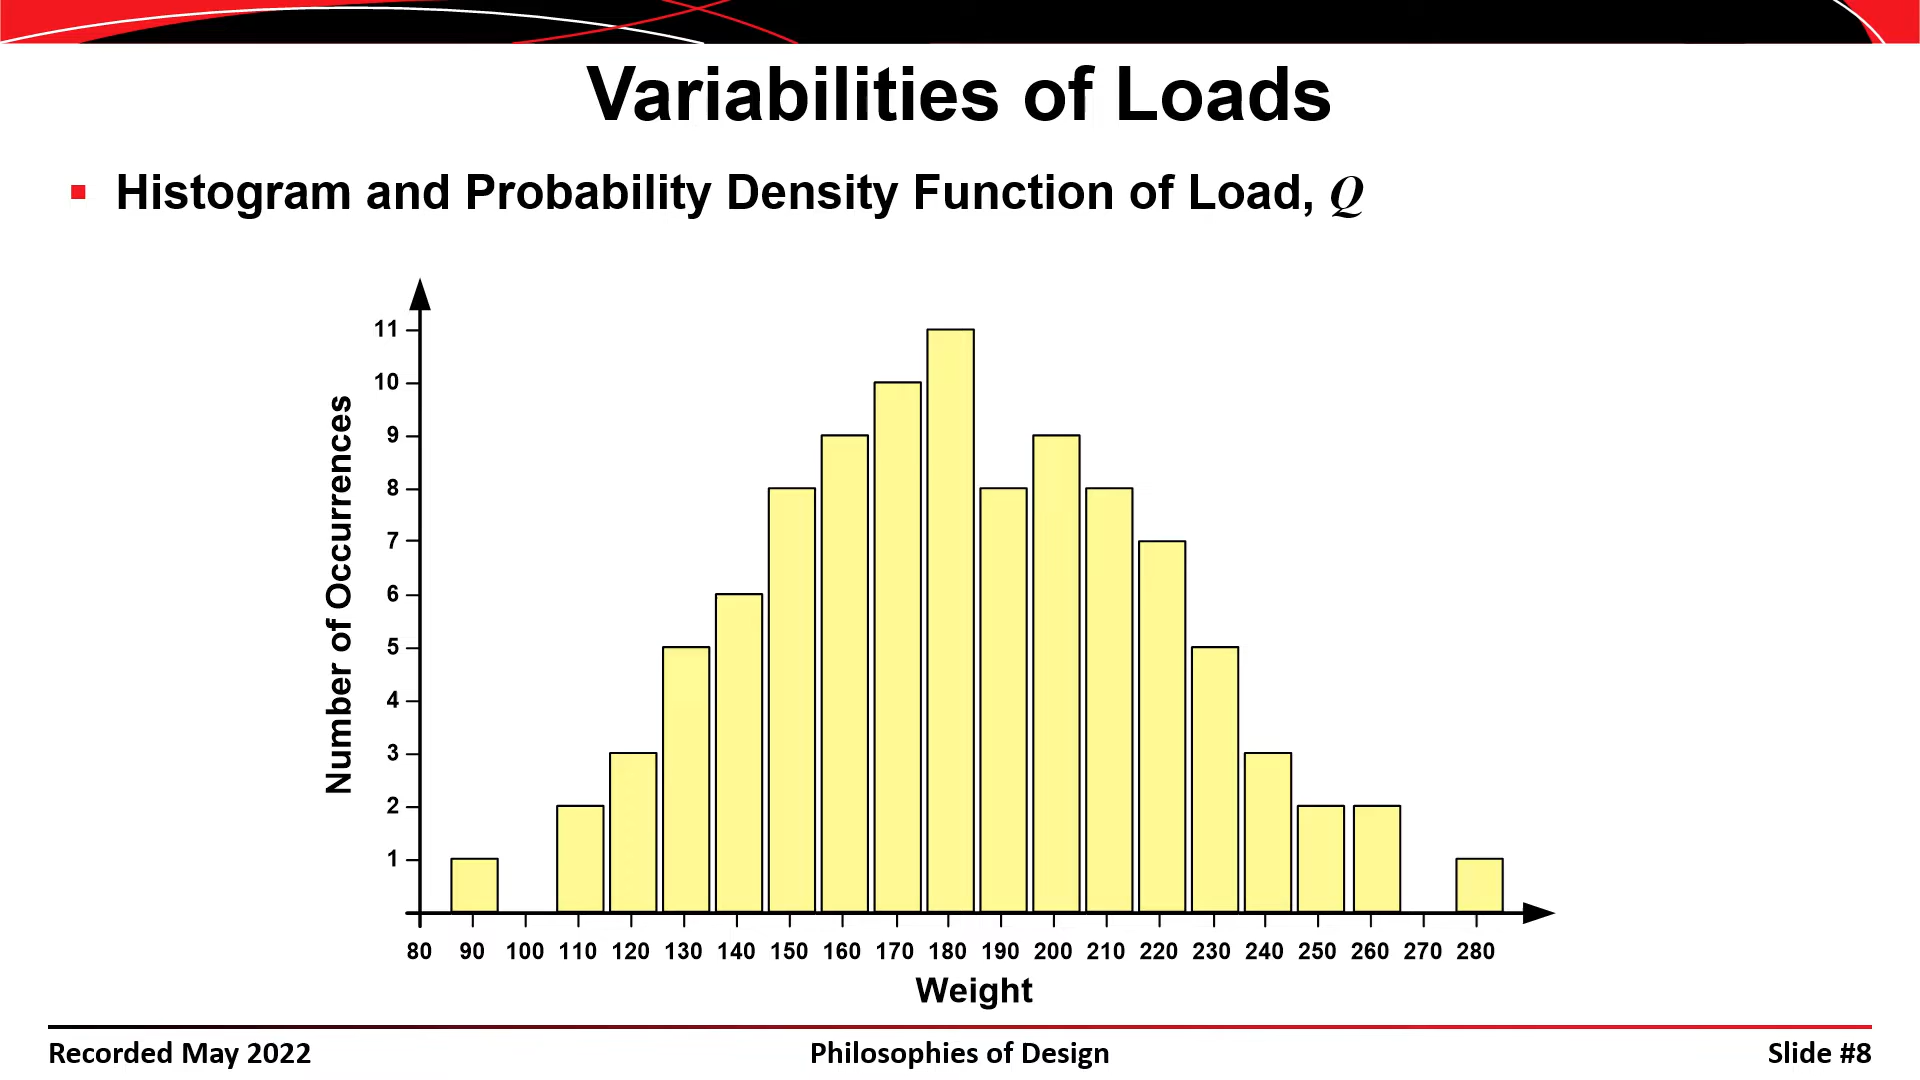 Variabilities of Loads
Histogram and Probability Density Function of Load, Q
11
10
9
8
7
6
5
4
3
2
1
Number of Occurrences
80 90 100 110 120 130 140 150 160 170 180 190 200 210 220 230 240 250 260 270 280
Weight
Recorded May 2022 Philosophies of Design Slide #8